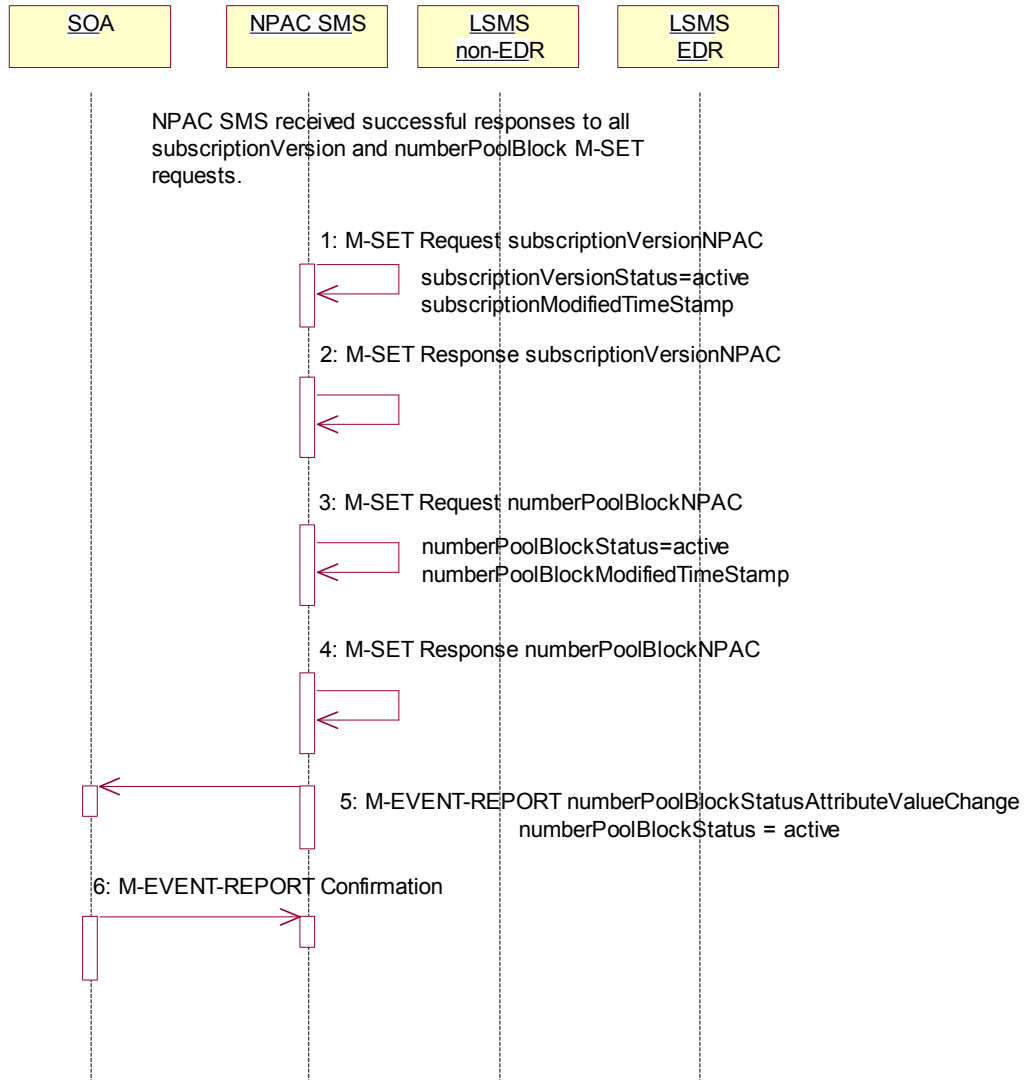 SOA
NPAC SMS
LSMS
non-EDR
LSMS
EDR
NPAC SMS received successful responses to all
subscriptionVersion and numberPoolBlock M-SET
requests.
1: M-SET Request subscriptionVersionNPAC
subscriptionVersionStatus=active
subscriptionModifiedTimeStamp
2: M-SET Response subscriptionVersionNPAC
3: M-SET Request numberPoolBlockNPAC
numberPoolBlockStatus=active
numberPoolBlockModifiedTimeStamp
4: M-SET Response numberPoolBlockNPAC
5: M-EVENT-REPORT numberPoolBlockStatusAttributeValueChange
numberPoolBlockStatus = active
6: M-EVENT-REPORT Confirmation